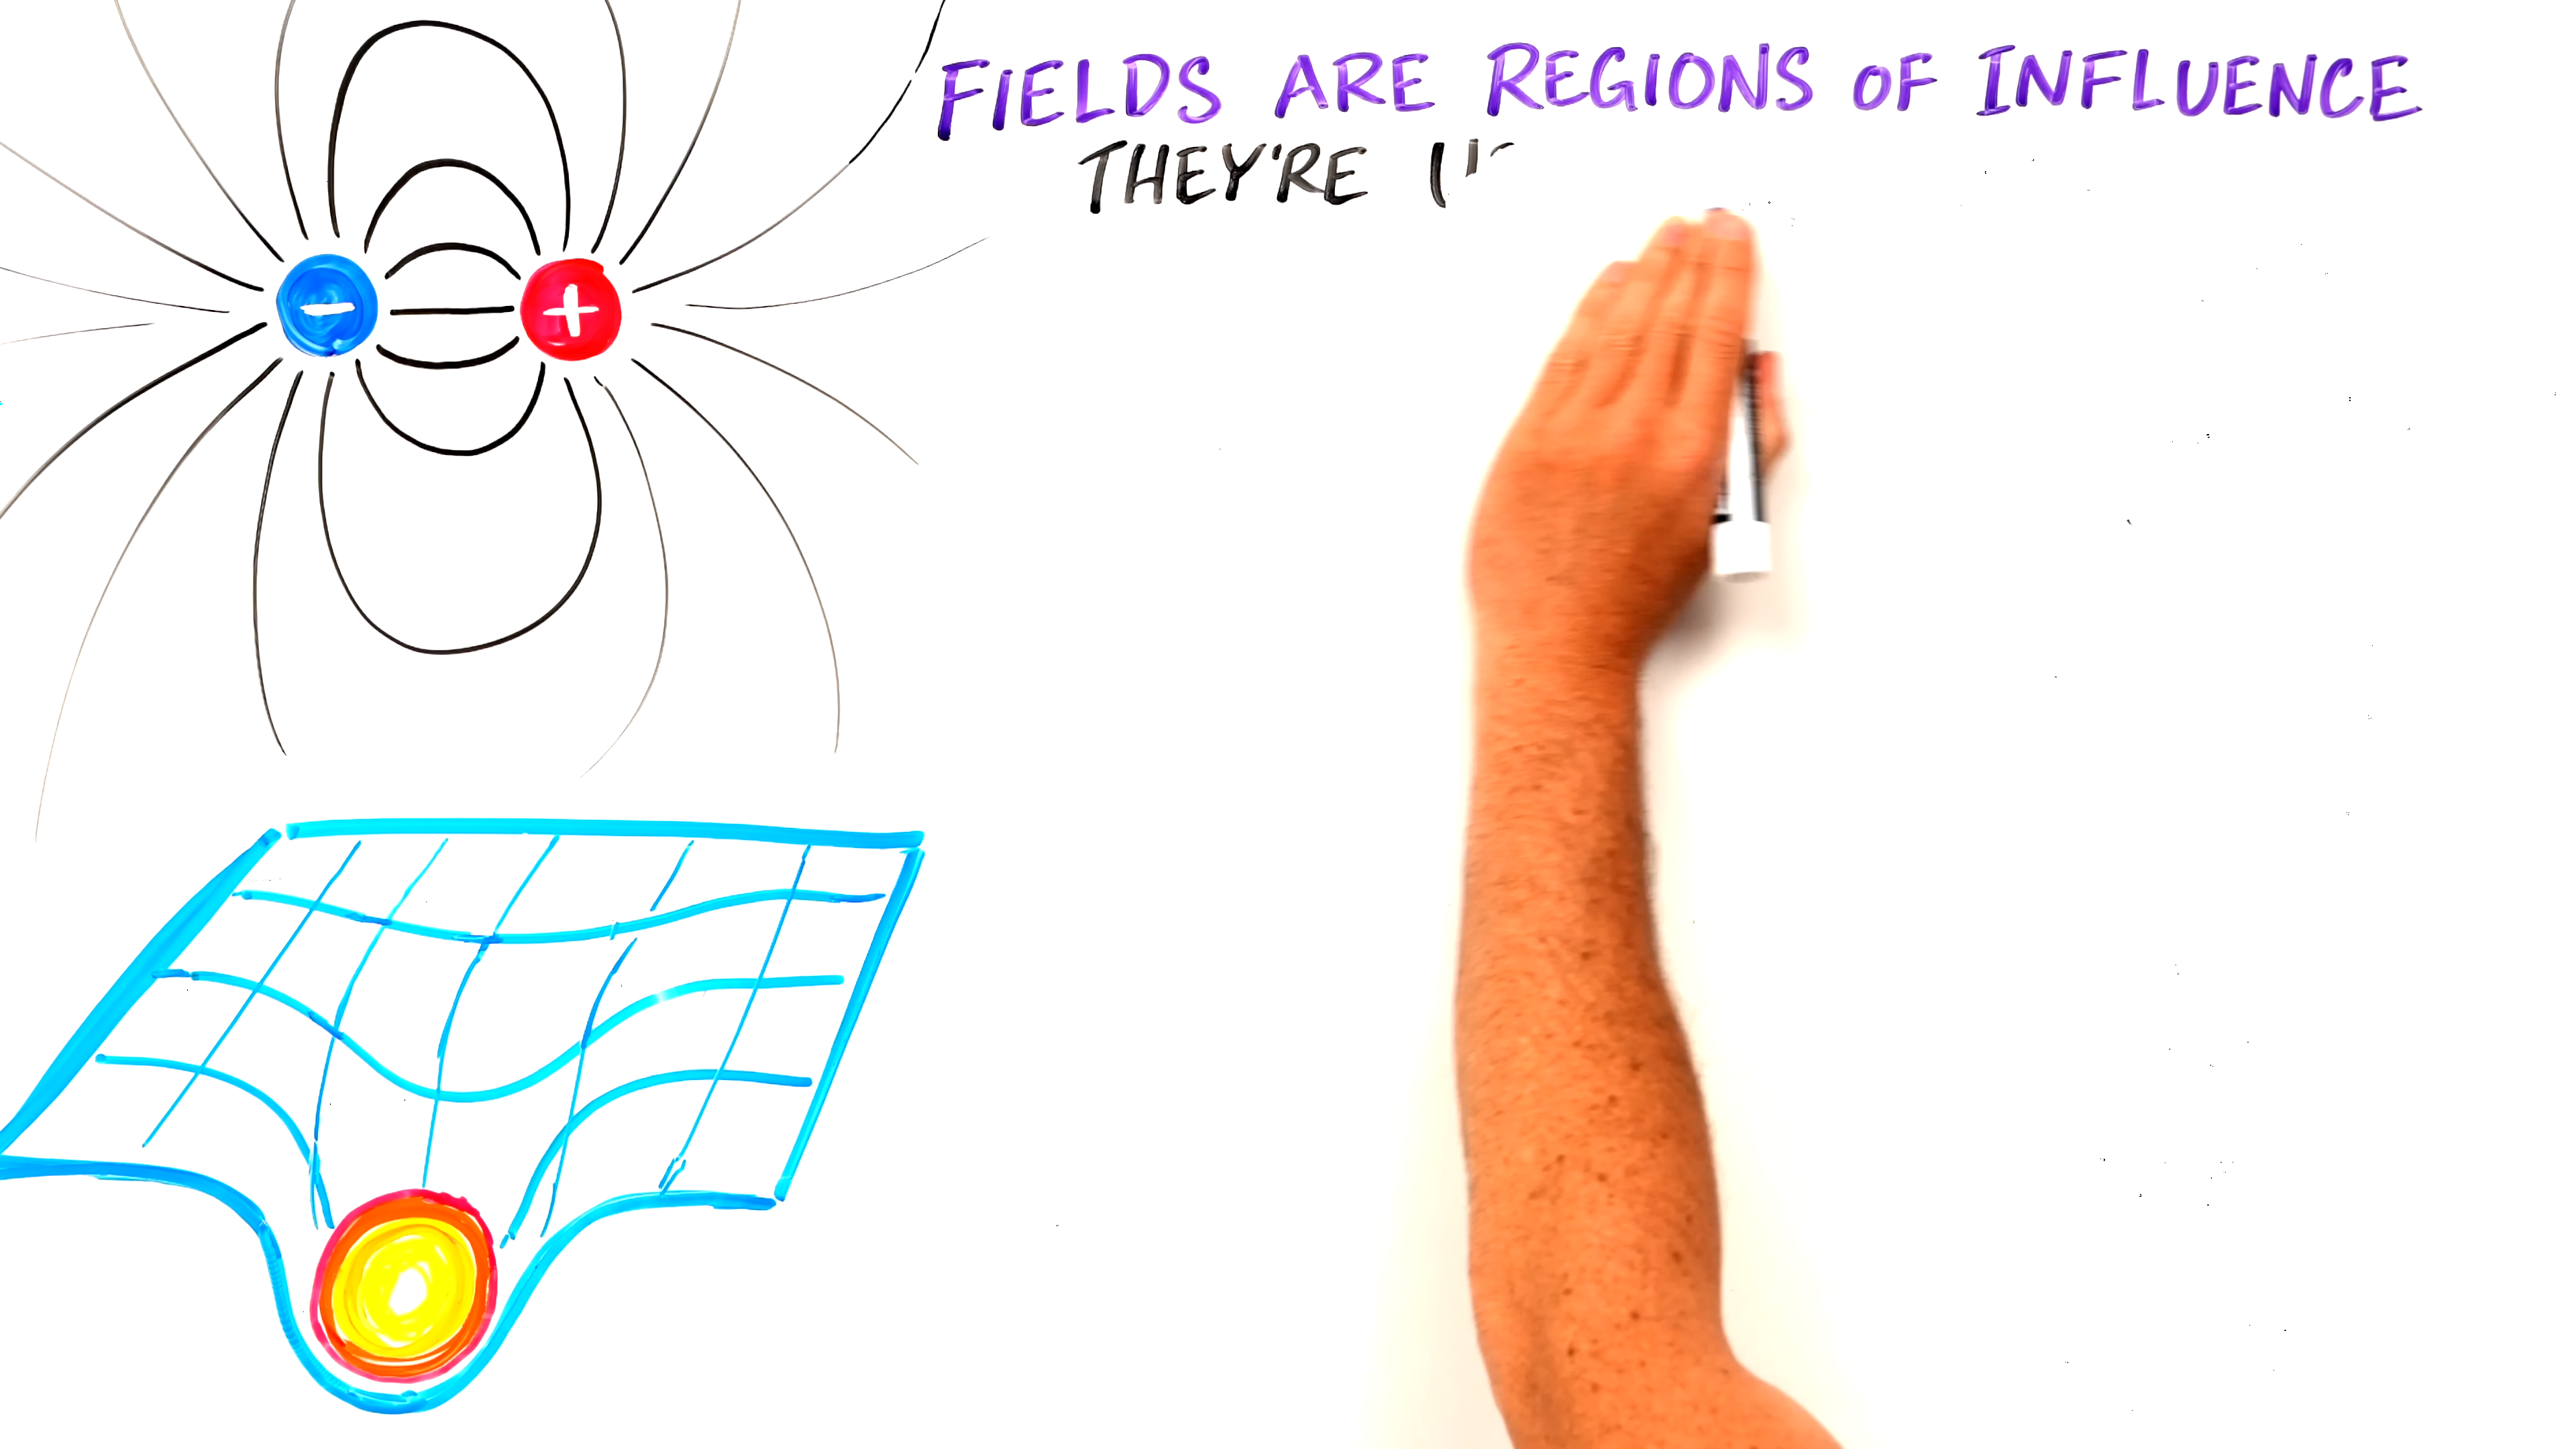 FIELDS ARE REGIONS OF INFLUENCE
THEY'RE
-
+